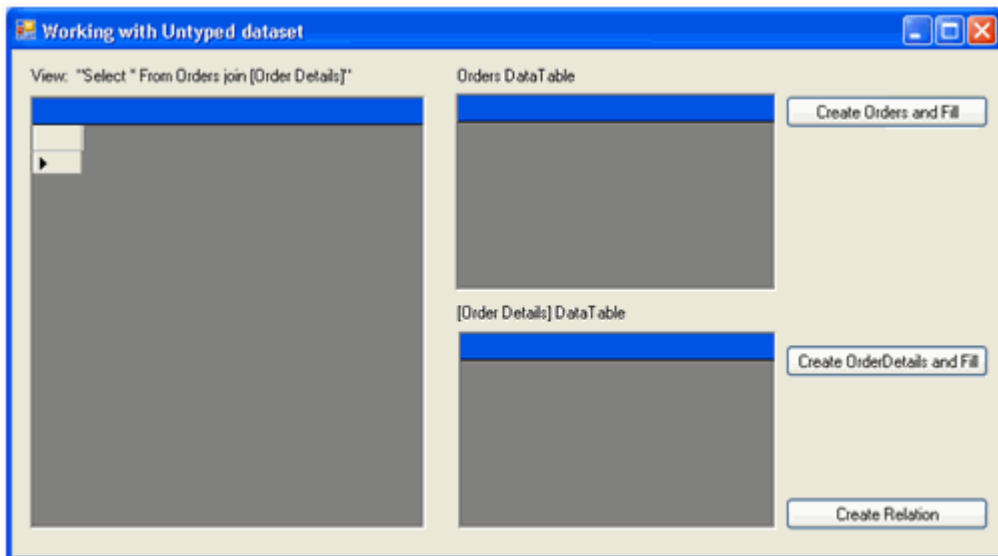 Working with Untyped dataset
View: "Select * From Orders join [Order Details]"
Orders DataTable
Create Orders and Fill
[Order Details] DataTable
Create OrderDetails and Fill
Create Relation